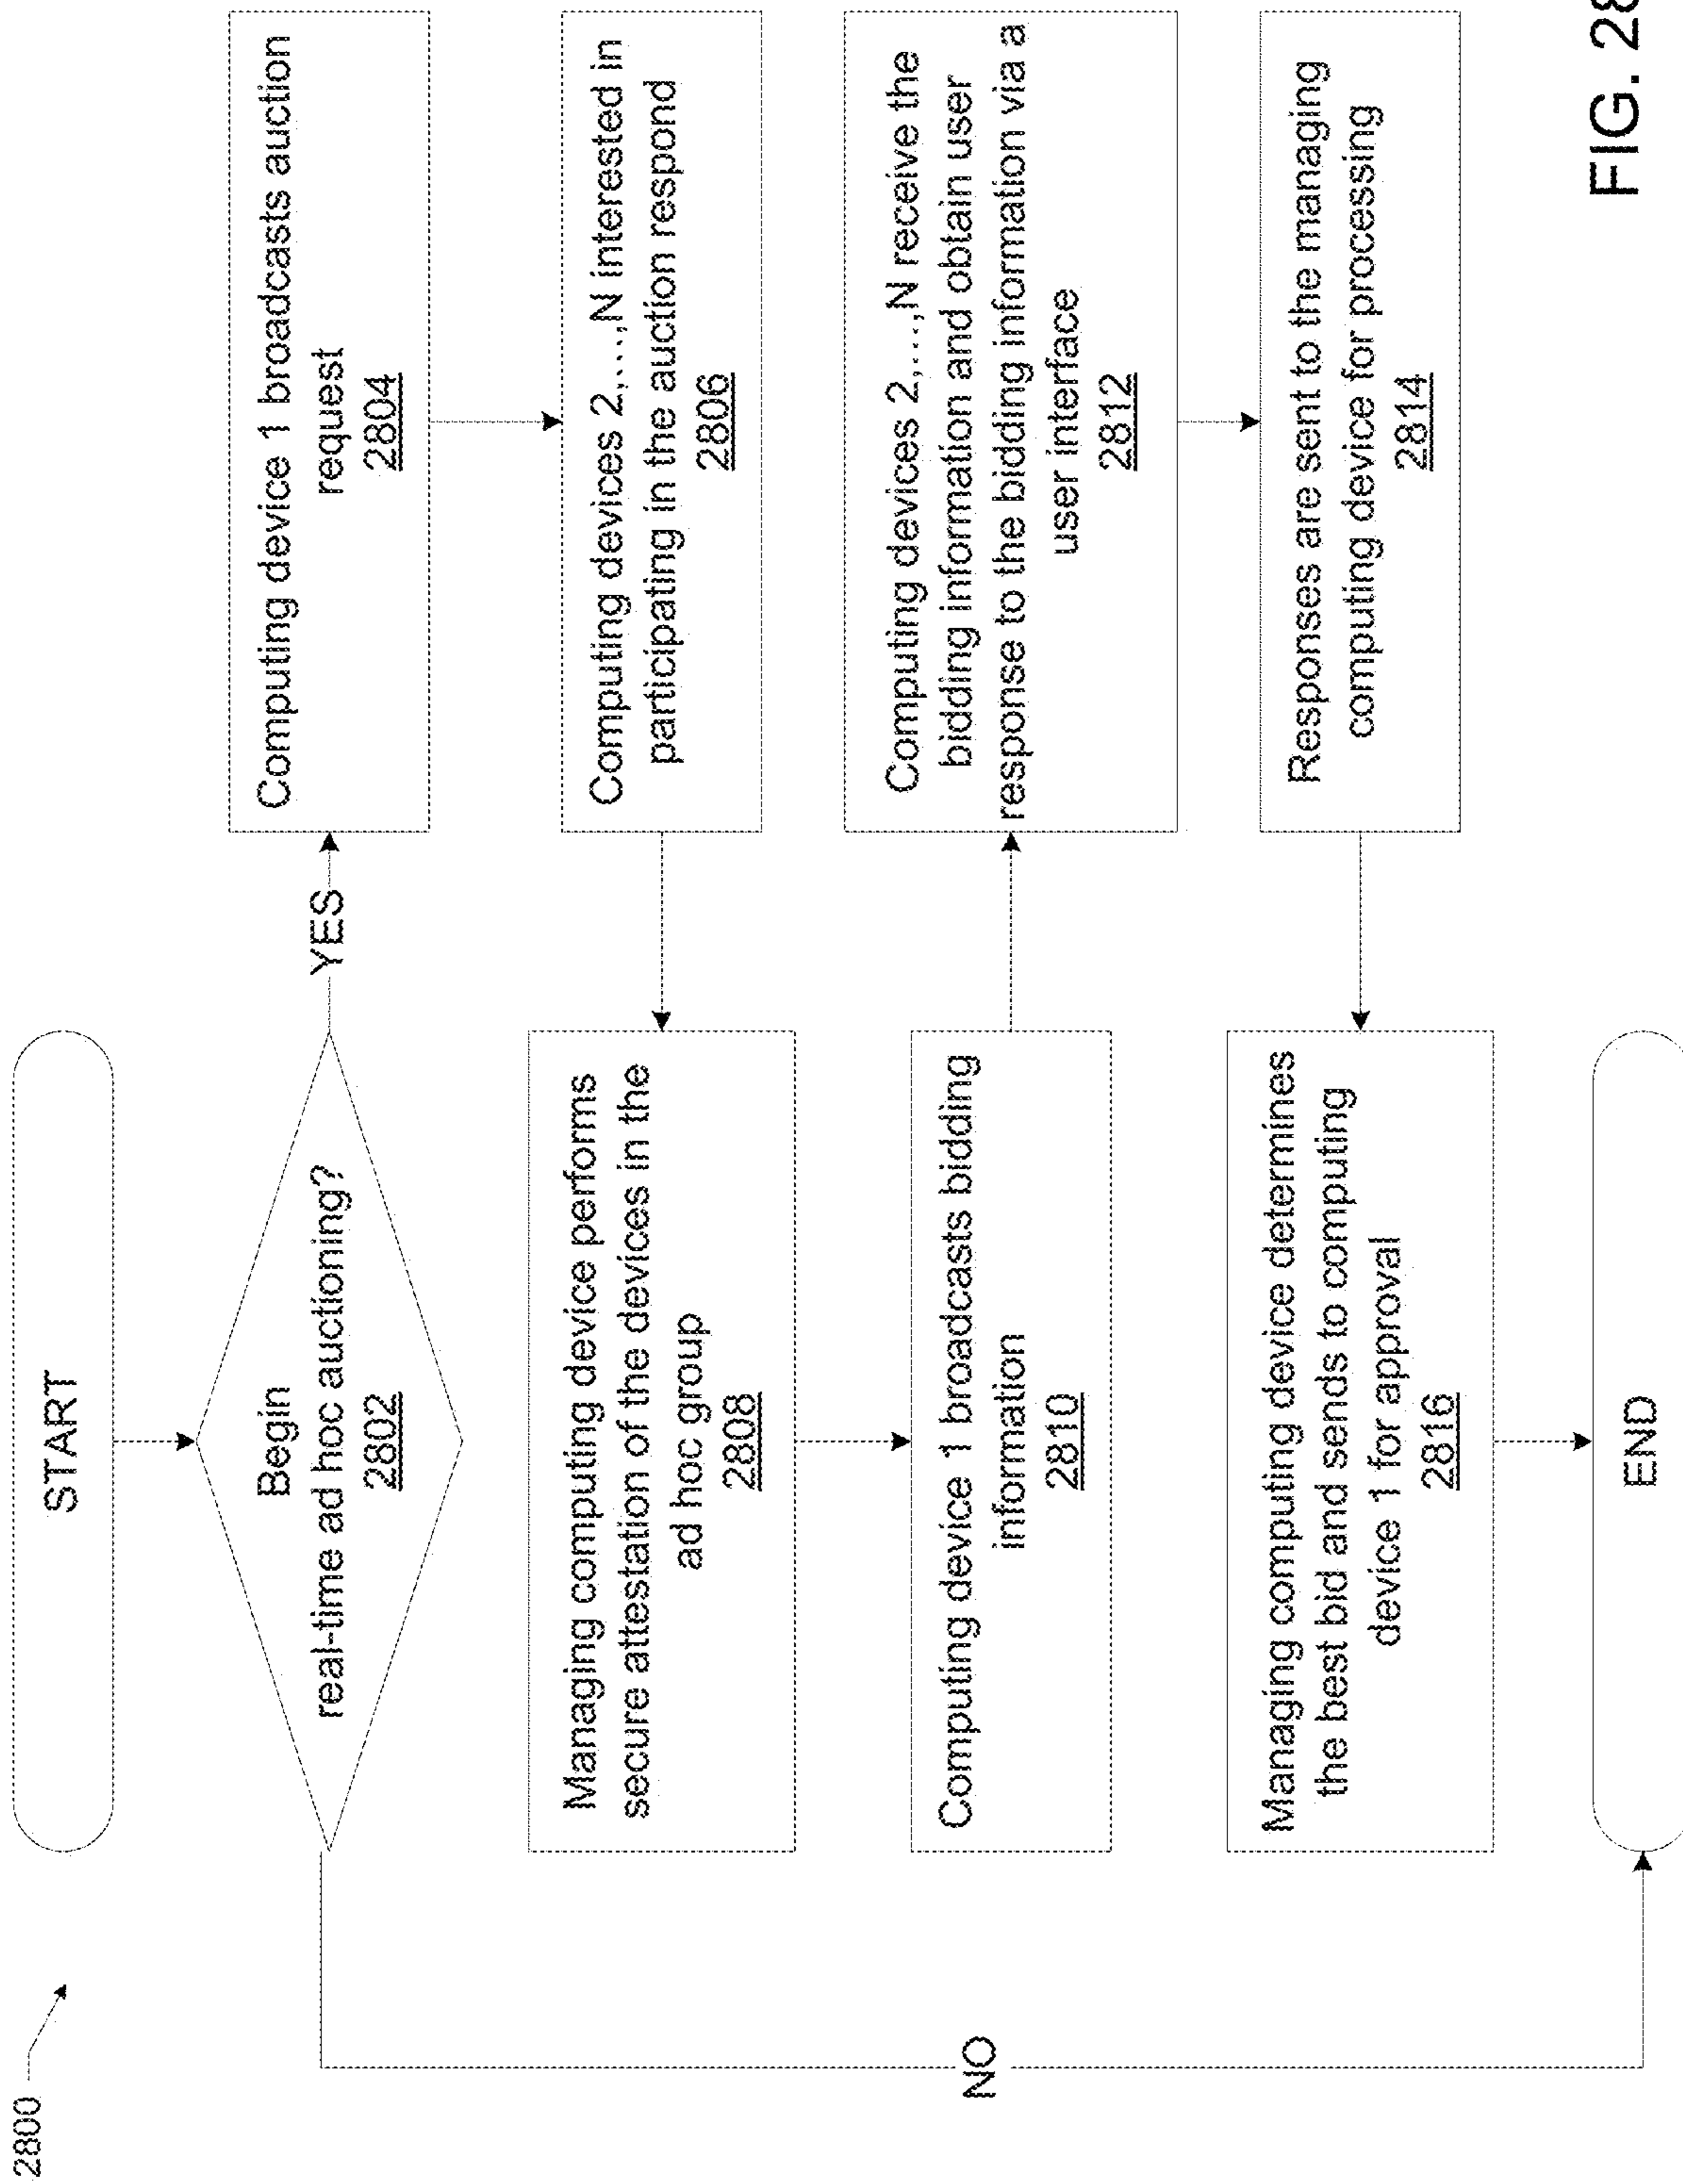 2800
START
Begin
real-time ad hoc auctioning?
2802
YES
NO
Computing device 1 broadcasts auction
request
2804
Computing devices 2,...,N interested in
participating in the auction respond
2806
Managing computing device performs
secure attestation of the devices in the
ad hoc group
2808
Computing device 1 broadcasts bidding
information
2810
Computing devices 2,...,N receive the
bidding information and obtain user
response to the bidding information via a
user interface
2812
Responses are sent to the managing
computing device for processing
2814
Managing computing device determines
the best bid and sends to computing
device 1 for approval
2816
END
FIG. 28